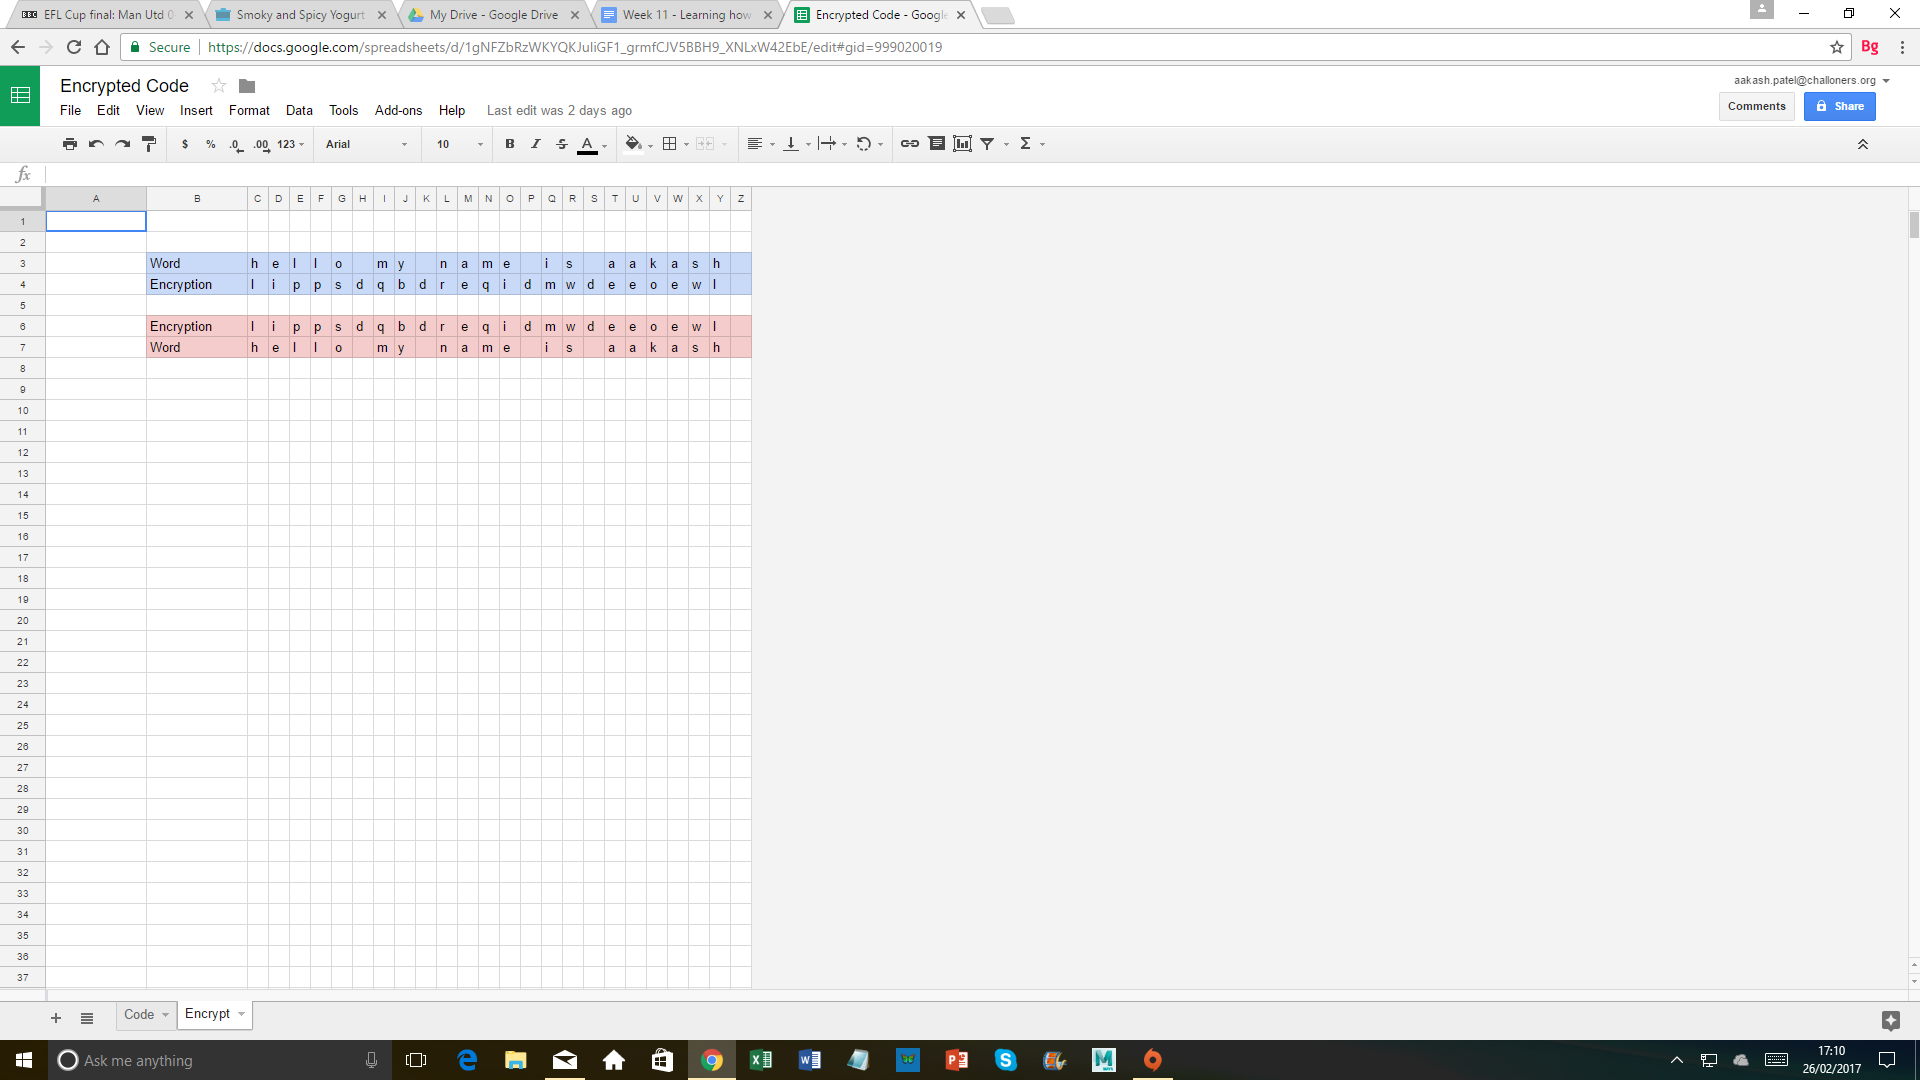 EFL Cup final: Man Utd 0
Smoky and Spicy Yogurt
My Drive - Google Drive
Week 11 - Learning how
Encrypted Code - Googl
Secure https://docs.google.com/spreadsheets/d/1gNFZbRzWKYQKJuliGF1_grmfCJV5BBH9_XNLxW42EbE/edit#gid=999020019
Bg
Encrypted Code
aakash.patel@challoners.org
File Edit View Insert Format Data Tools Add-ons Help Last edit was 2 days ago
Comments Share
$ % .0 .00 123 Arial 10 B I S A Σ
fx
A B C D E F G H I J K L M N O P Q R S T U V W X Y Z
1
2
3 Word h e l l o m y n a m e i s a a k a s h
4 Encryption l i p p s d q b d r e q i d m w d e e o e w l
5
6 Encryption l i p p s d q b d r e q i d m w d e e o e w l
7 Word h e l l o m y n a m e i s a a k a s h
8
9
10
11
12
13
14
15
16
17
18
19
20
21
22
23
24
25
26
27
28
29
30
31
32
33
34
35
36
37
Code Encrypt
Ask me anything
17:10
26/02/2017